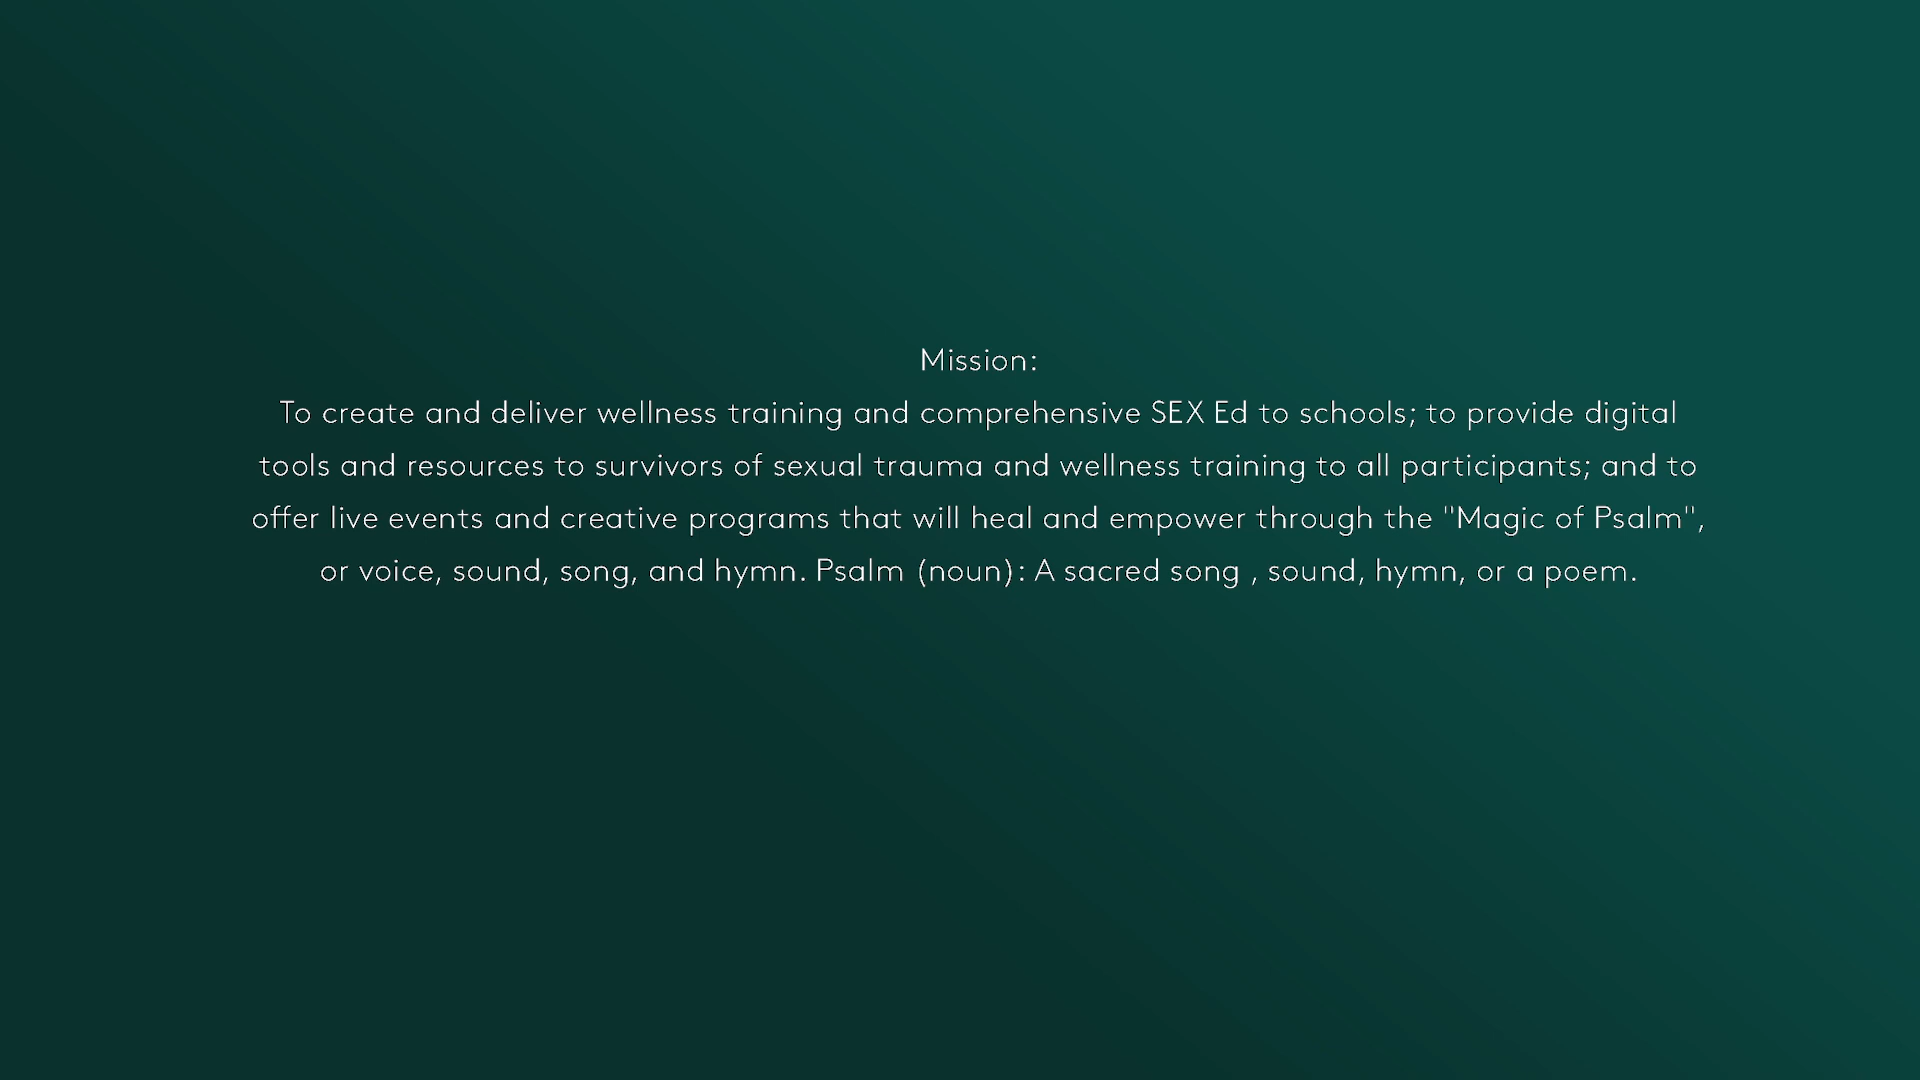 Mission:
To create and deliver wellness training and comprehensive SEX Ed to schools; to provide digital
tools and resources to survivors of sexual trauma and wellness training to all participants; and to
offer live events and creative programs that will heal and empower through the "Magic of Psalm",
or voice, sound, song, and hymn. Psalm (noun): A sacred song , sound, hymn, or a poem.